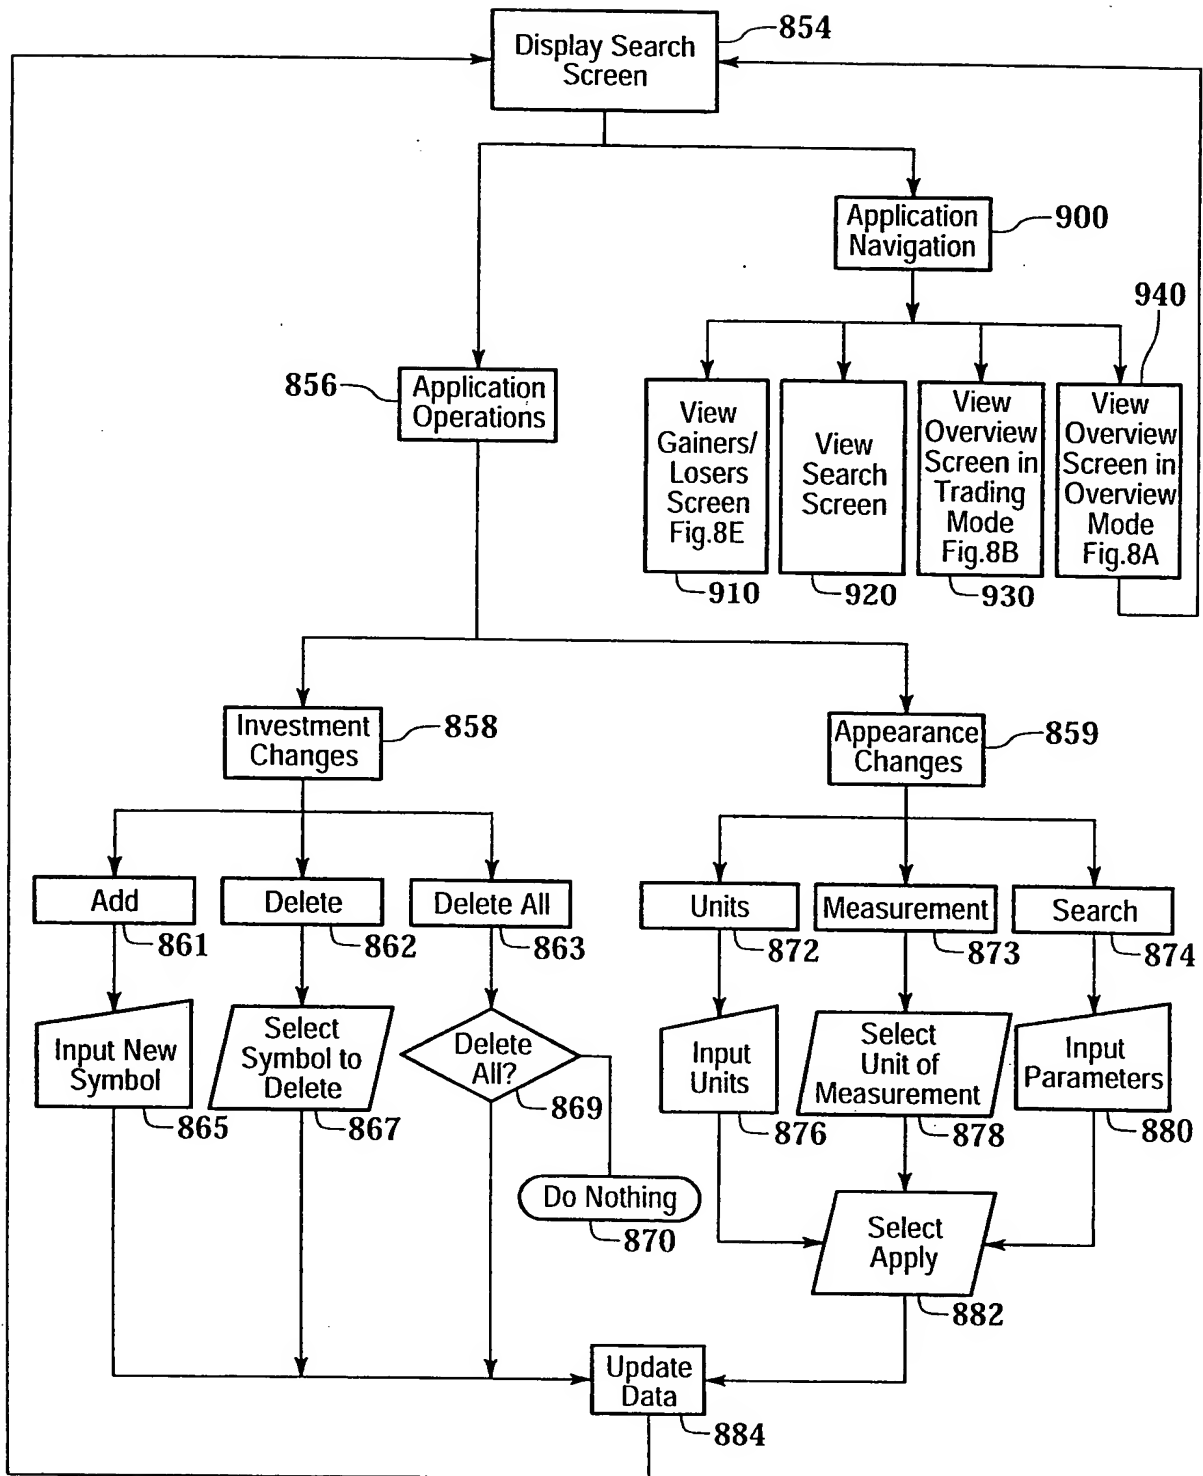 Display Search
Screen
854
Application
Navigation
900
940
856
Application
Operations
View
Gainers/
Losers
Screen
Fig.8E
View
Search
Screen
View
Overview
Screen in
Trading
Mode
Fig.8B
View
Overview
Screen in
Overview
Mode
Fig.8A
910
920
930
Investment
Changes
858
Appearance
Changes
859
Add
Delete
Delete All
Units
Measurement
Search
861
862
863
872
873
874
Input New
Symbol
Select
Symbol to
Delete
Delete
All?
Input
Units
Select
Unit of
Measurement
Input
Parameters
865
867
869
876
878
880
Do Nothing
870
Select
Apply
882
Update
Data
884